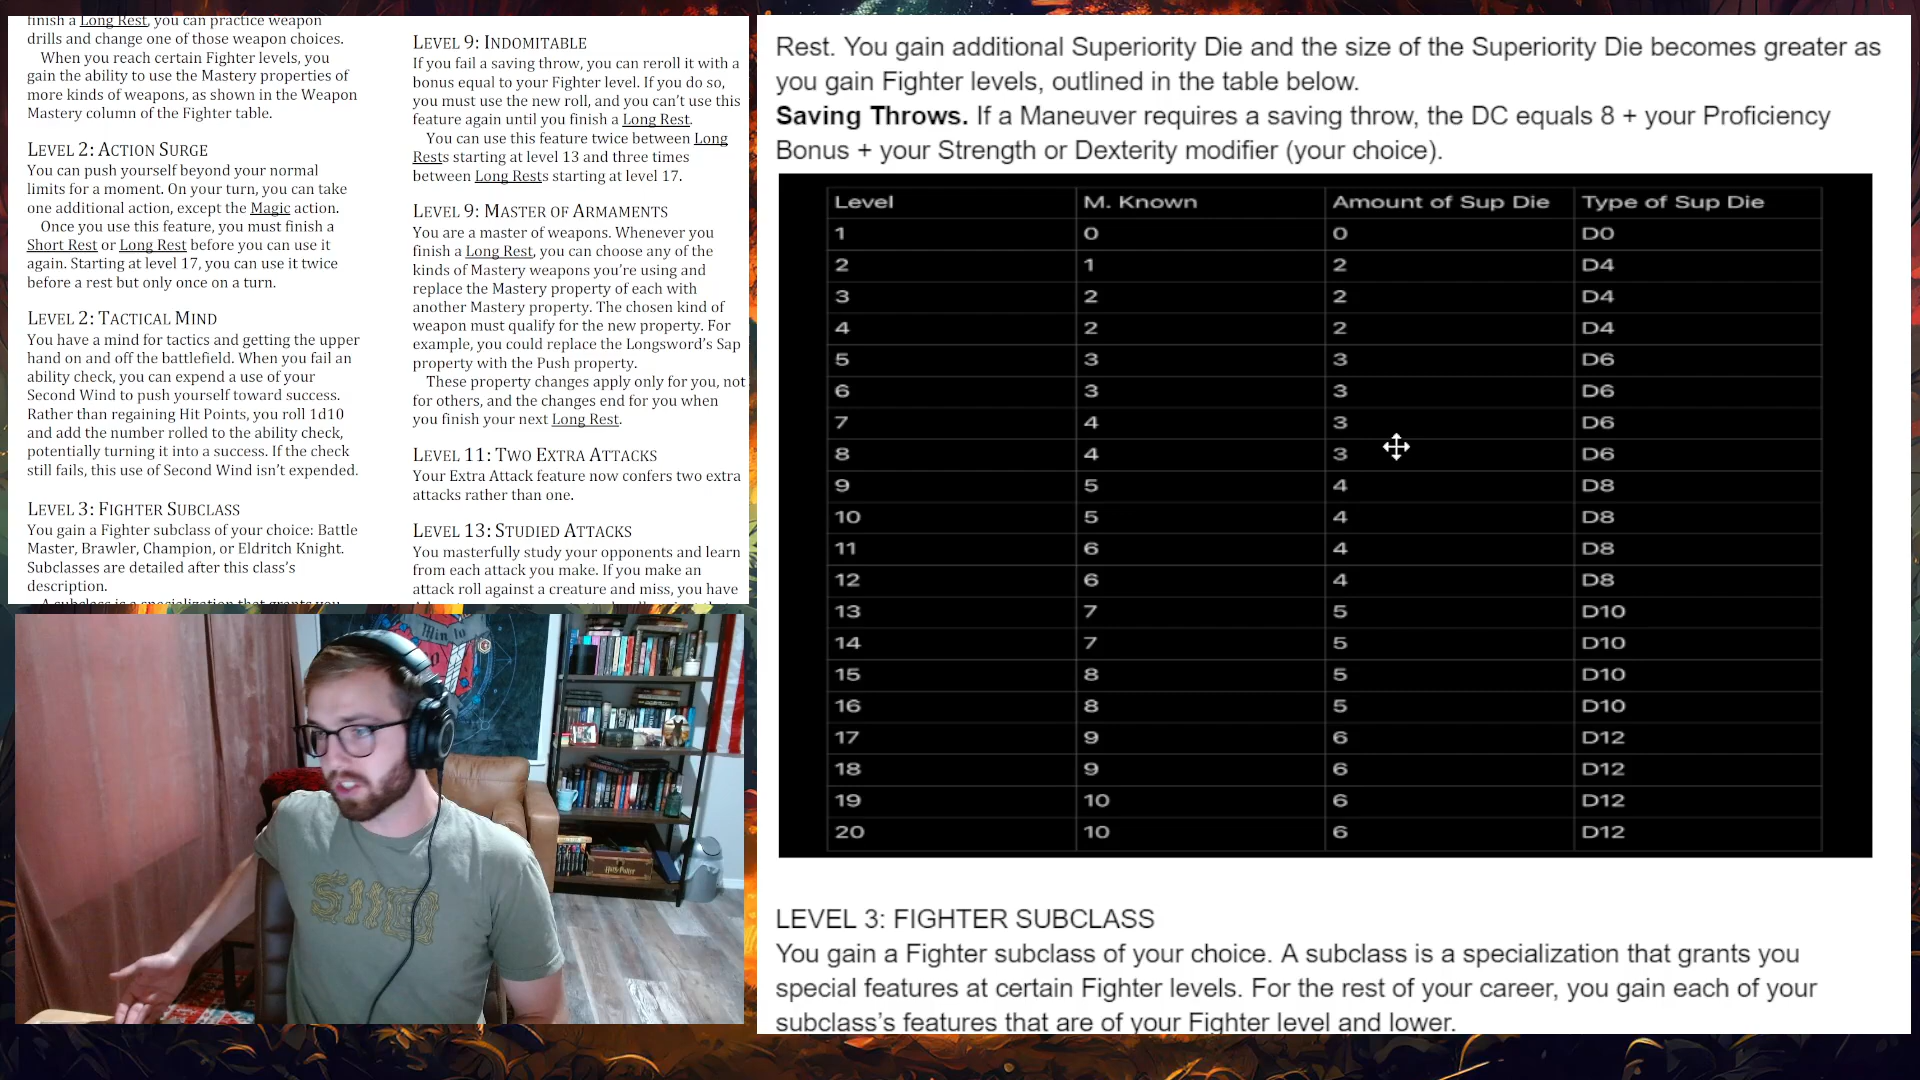 finish a Long Rest, you can practice weapon
drills and change one of those weapon choices.
When you reach certain Fighter levels, you
gain the ability to use the Mastery properties of
more kinds of weapons, as shown in the Weapon
Mastery column of the Fighter table.
LEVEL 2: ACTION SURGE
You can push yourself beyond your normal
limits for a moment. On your turn, you can take
one additional action, except the Magic action.
Once you use this feature, you must finish a
Short Rest or Long Rest before you can use it
again. Starting at level 17, you can use it twice
before a rest but only once on a turn.
LEVEL 2: TACTICAL MIND
You have a mind for tactics and getting the upper
hand on and off the battlefield. When you fail an
ability check, you can expend a use of your
Second Wind to push yourself toward success.
Rather than regaining Hit Points, you roll 1d10
and add the number rolled to the ability check,
potentially turning it into a success. If the check
still fails, this use of Second Wind isn't expended.
LEVEL 3: FIGHTER SUBCLASS
You gain a Fighter subclass of your choice: Battle
Master, Brawler, Champion, or Eldritch Knight.
Subclasses are detailed after this class's
description.
A subclass is a specialization that grants you
LEVEL 9: INDOMITABLE
If you fail a saving throw, you can reroll it with a
bonus equal to your Fighter level. If you do so,
you must use the new roll, and you can't use this
feature again until you finish a Long Rest.
You can use this feature twice between Long
Rests starting at level 13 and three times
between Long Rests starting at level 17.
LEVEL 9: MASTER OF ARMAMENTS
You are a master of weapons. Whenever you
finish a Long Rest, you can choose any of the
kinds of Mastery weapons you're using and
replace the Mastery property of each with
another Mastery property. The chosen kind of
weapon must qualify for the new property. For
example, you could replace the Longsword's Sap
property with the Push property.
These property changes apply only for you, not
for others, and the changes end for you when
you finish your next Long Rest.
LEVEL 11: TWO EXTRA ATTACKS
Your Extra Attack feature now confers two extra
attacks rather than one.
LEVEL 13: STUDIED ATTACKS
You masterfully study your opponents and learn
from each attack you make. If you make an
attack roll against a creature and miss, you have
Rest. You gain additional Superiority Die and the size of the Superiority Die becomes greater as
you gain Fighter levels, outlined in the table below.
Saving Throws. If a Maneuver requires a saving throw, the DC equals 8 + your Proficiency
Bonus + your Strength or Dexterity modifier (your choice).
Level M. Known Amount of Sup Die Type of Sup Die
1 0 0 D0
2 1 2 D4
3 2 2 D4
4 2 2 D4
5 3 3 D6
6 3 3 D6
7 4 3 D6
8 4 3 D6
9 5 4 D8
10 5 4 D8
11 6 4 D8
12 6 4 D8
13 7 5 D10
14 7 5 D10
15 8 5 D10
16 8 5 D10
17 9 6 D12
18 9 6 D12
19 10 6 D12
20 10 6 D12
LEVEL 3: FIGHTER SUBCLASS
You gain a Fighter subclass of your choice. A subclass is a specialization that grants you
special features at certain Fighter levels. For the rest of your career, you gain each of your
subclass's features that are of your Fighter level and lower.
Harry Potter